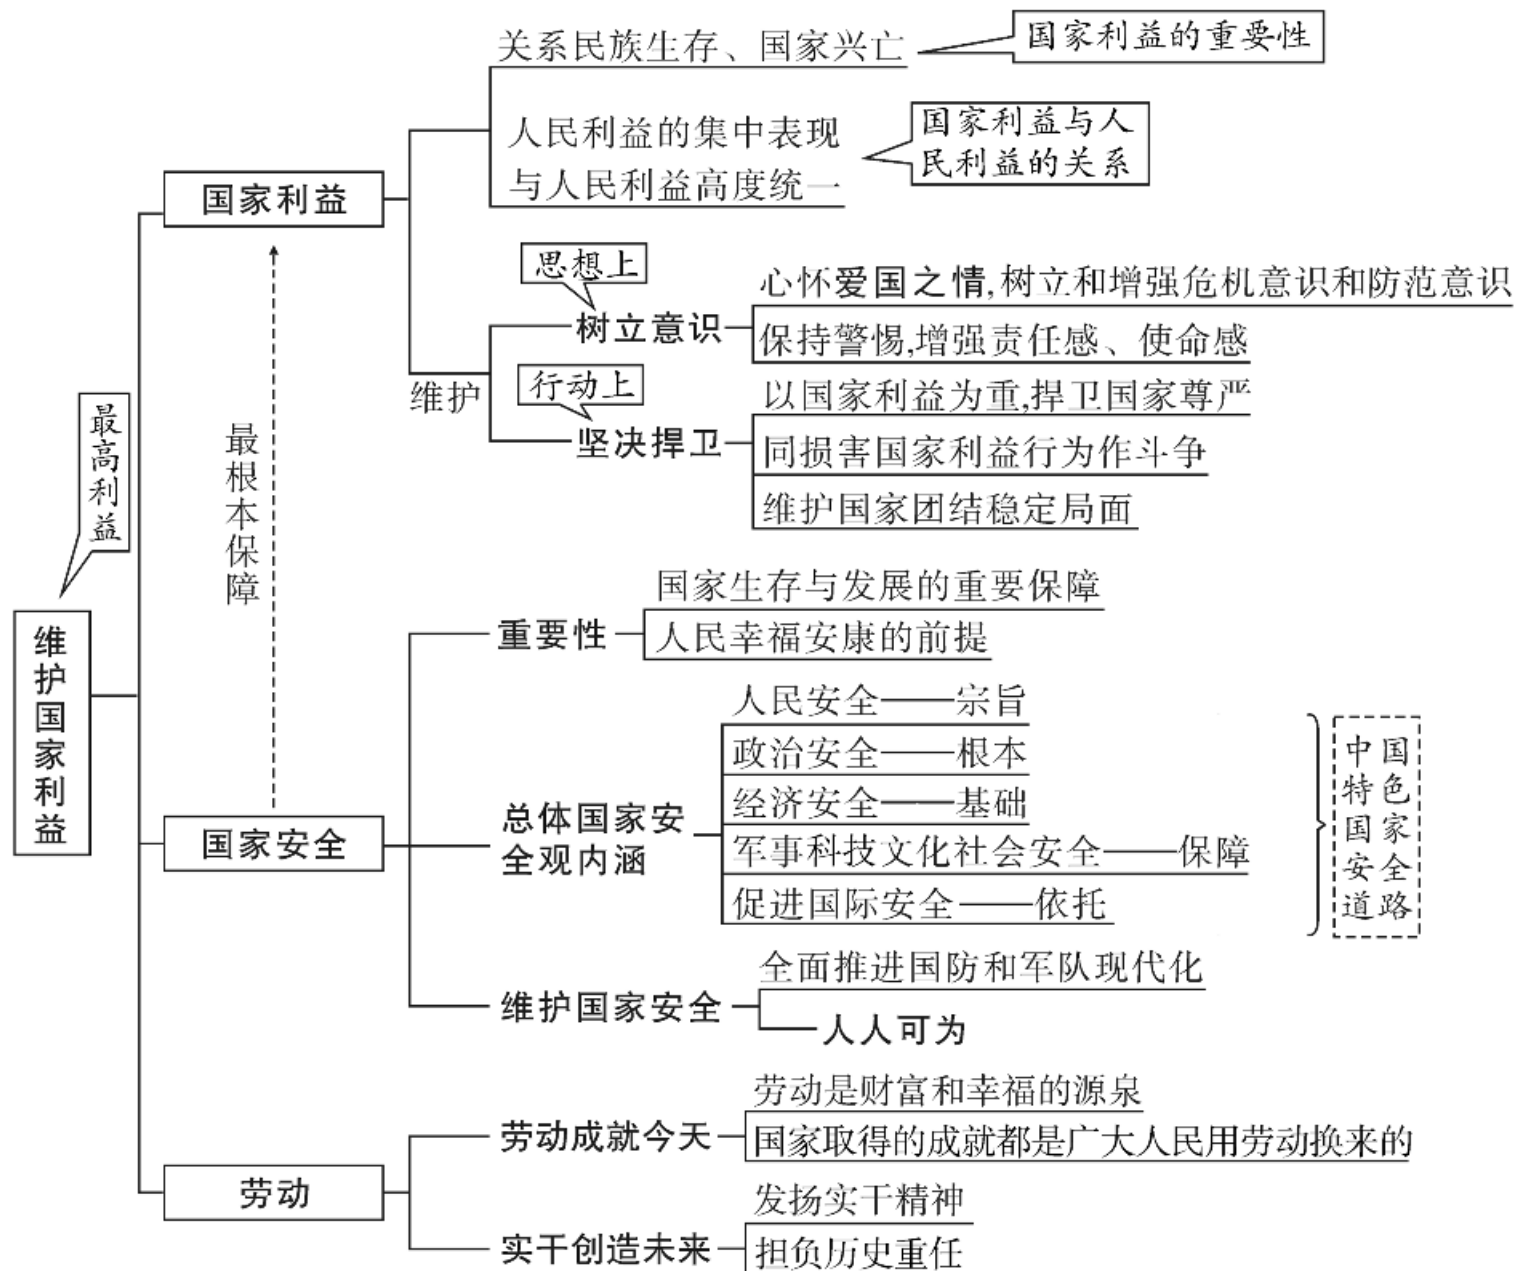 关系民族生存、国家兴亡
国家利益的重要性
人民利益的集中表现
与人民利益高度统一
国家利益与人
民利益的关系
国家利益
思想上
树立意识
心怀爱国之情,树立和增强危机意识和防范意识
保持警惕,增强责任感、使命感
维护
行动上
坚决捍卫
以国家利益为重,捍卫国家尊严
同损害国家利益行为作斗争
维护国家团结稳定局面
最高利益
最根本保障
维护国家利益
国家安全
重要性
国家生存与发展的重要保障
人民幸福安康的前提
总体国家安
全观内涵
人民安全——宗旨
政治安全——根本
经济安全——基础
军事科技文化社会安全——保障
促进国际安全——依托
中国
特色
国家
安全
道路
维护国家安全
全面推进国防和军队现代化
人人可为
劳动
劳动成就今天
劳动是财富和幸福的源泉
国家取得的成就都是广大人民用劳动换来的
实干创造未来
发扬实干精神
担负历史重任